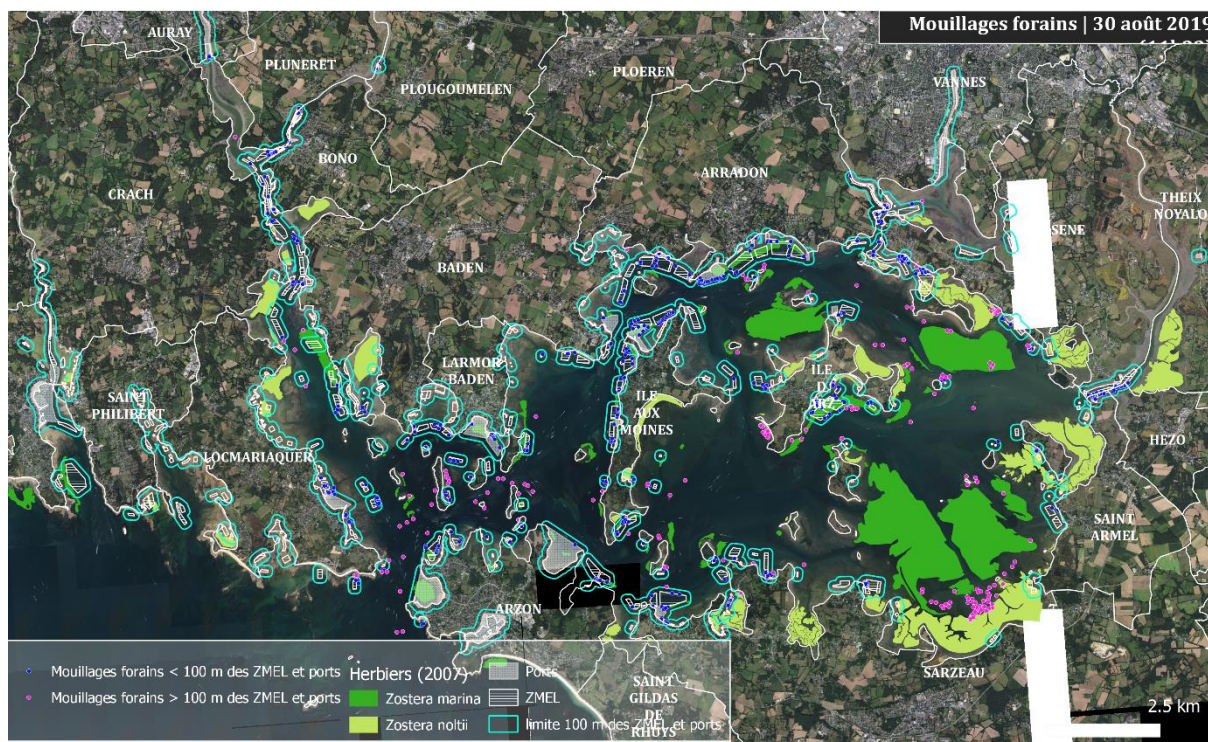 Mouillages forains | 30 août 2019
AURAY
PLUNERET
PLOUGOUMELEN
PLOEREN
VANNES
BONO
CRACH
ARRADON
THEIX
NOYALO
SENE
BADEN
LARMOR
BADEN
ILE
D'ARZ
SAINT
PHILIBERT
ILE
AUX
MOINES
LOCMARIAQUER
HEZO
SAINT
ARMEL
ARZON
SARZEAU
SAINT
GILDAS
DE
RHUYS
Mouillages forains < 100 m des ZMEL et ports
Mouillages forains > 100 m des ZMEL et ports
Herbiers (2007)
Zostera marina
Zostera noltii
Ports
ZMEL
limite 100 m des ZMEL et ports
2.5 km